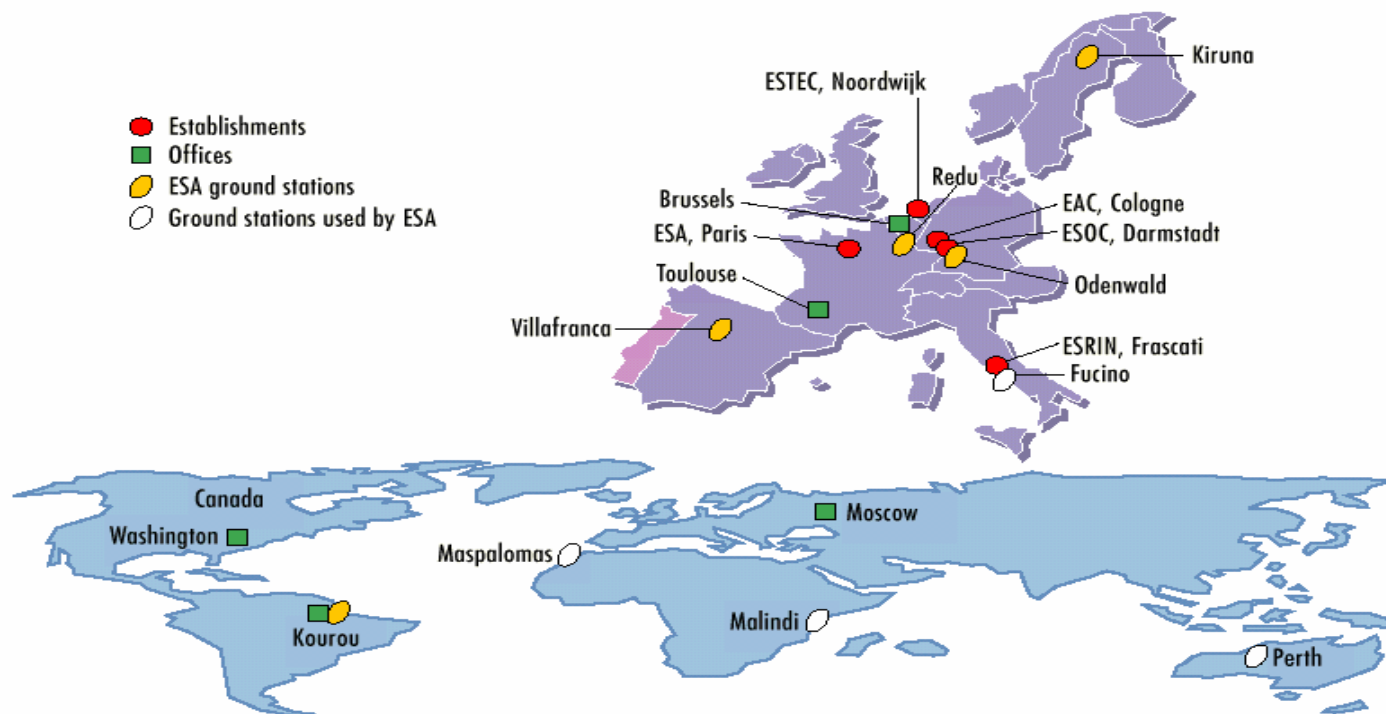 Kiruna
ESTEC, Noordwijk
Establishments
Offices
Redu
ESA ground stations
Brussels
EAC, Cologne
Ground stations used by ESA
ESA, Paris
ESOC, Darmstadt
Toulouse
Odenwald
Villafranca
ESRIN, Frascati
Fucino
Canada
Washington
Moscow
Maspalomas
Malindi
Kourou
Perth